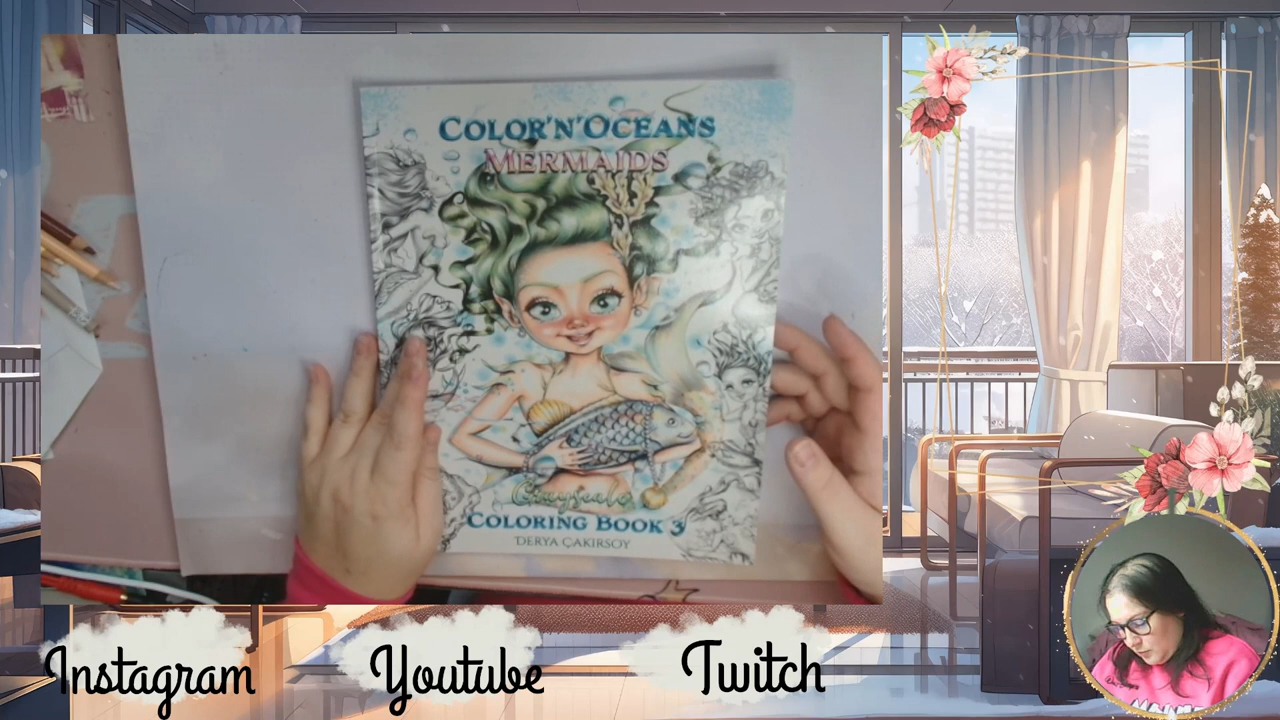 COLOR'N'OCEANS
MERMAIDS
Grayscale
COLORING BOOK 3
DERYA ÇAKIRSOY
Instagram
Youtube
Twitch